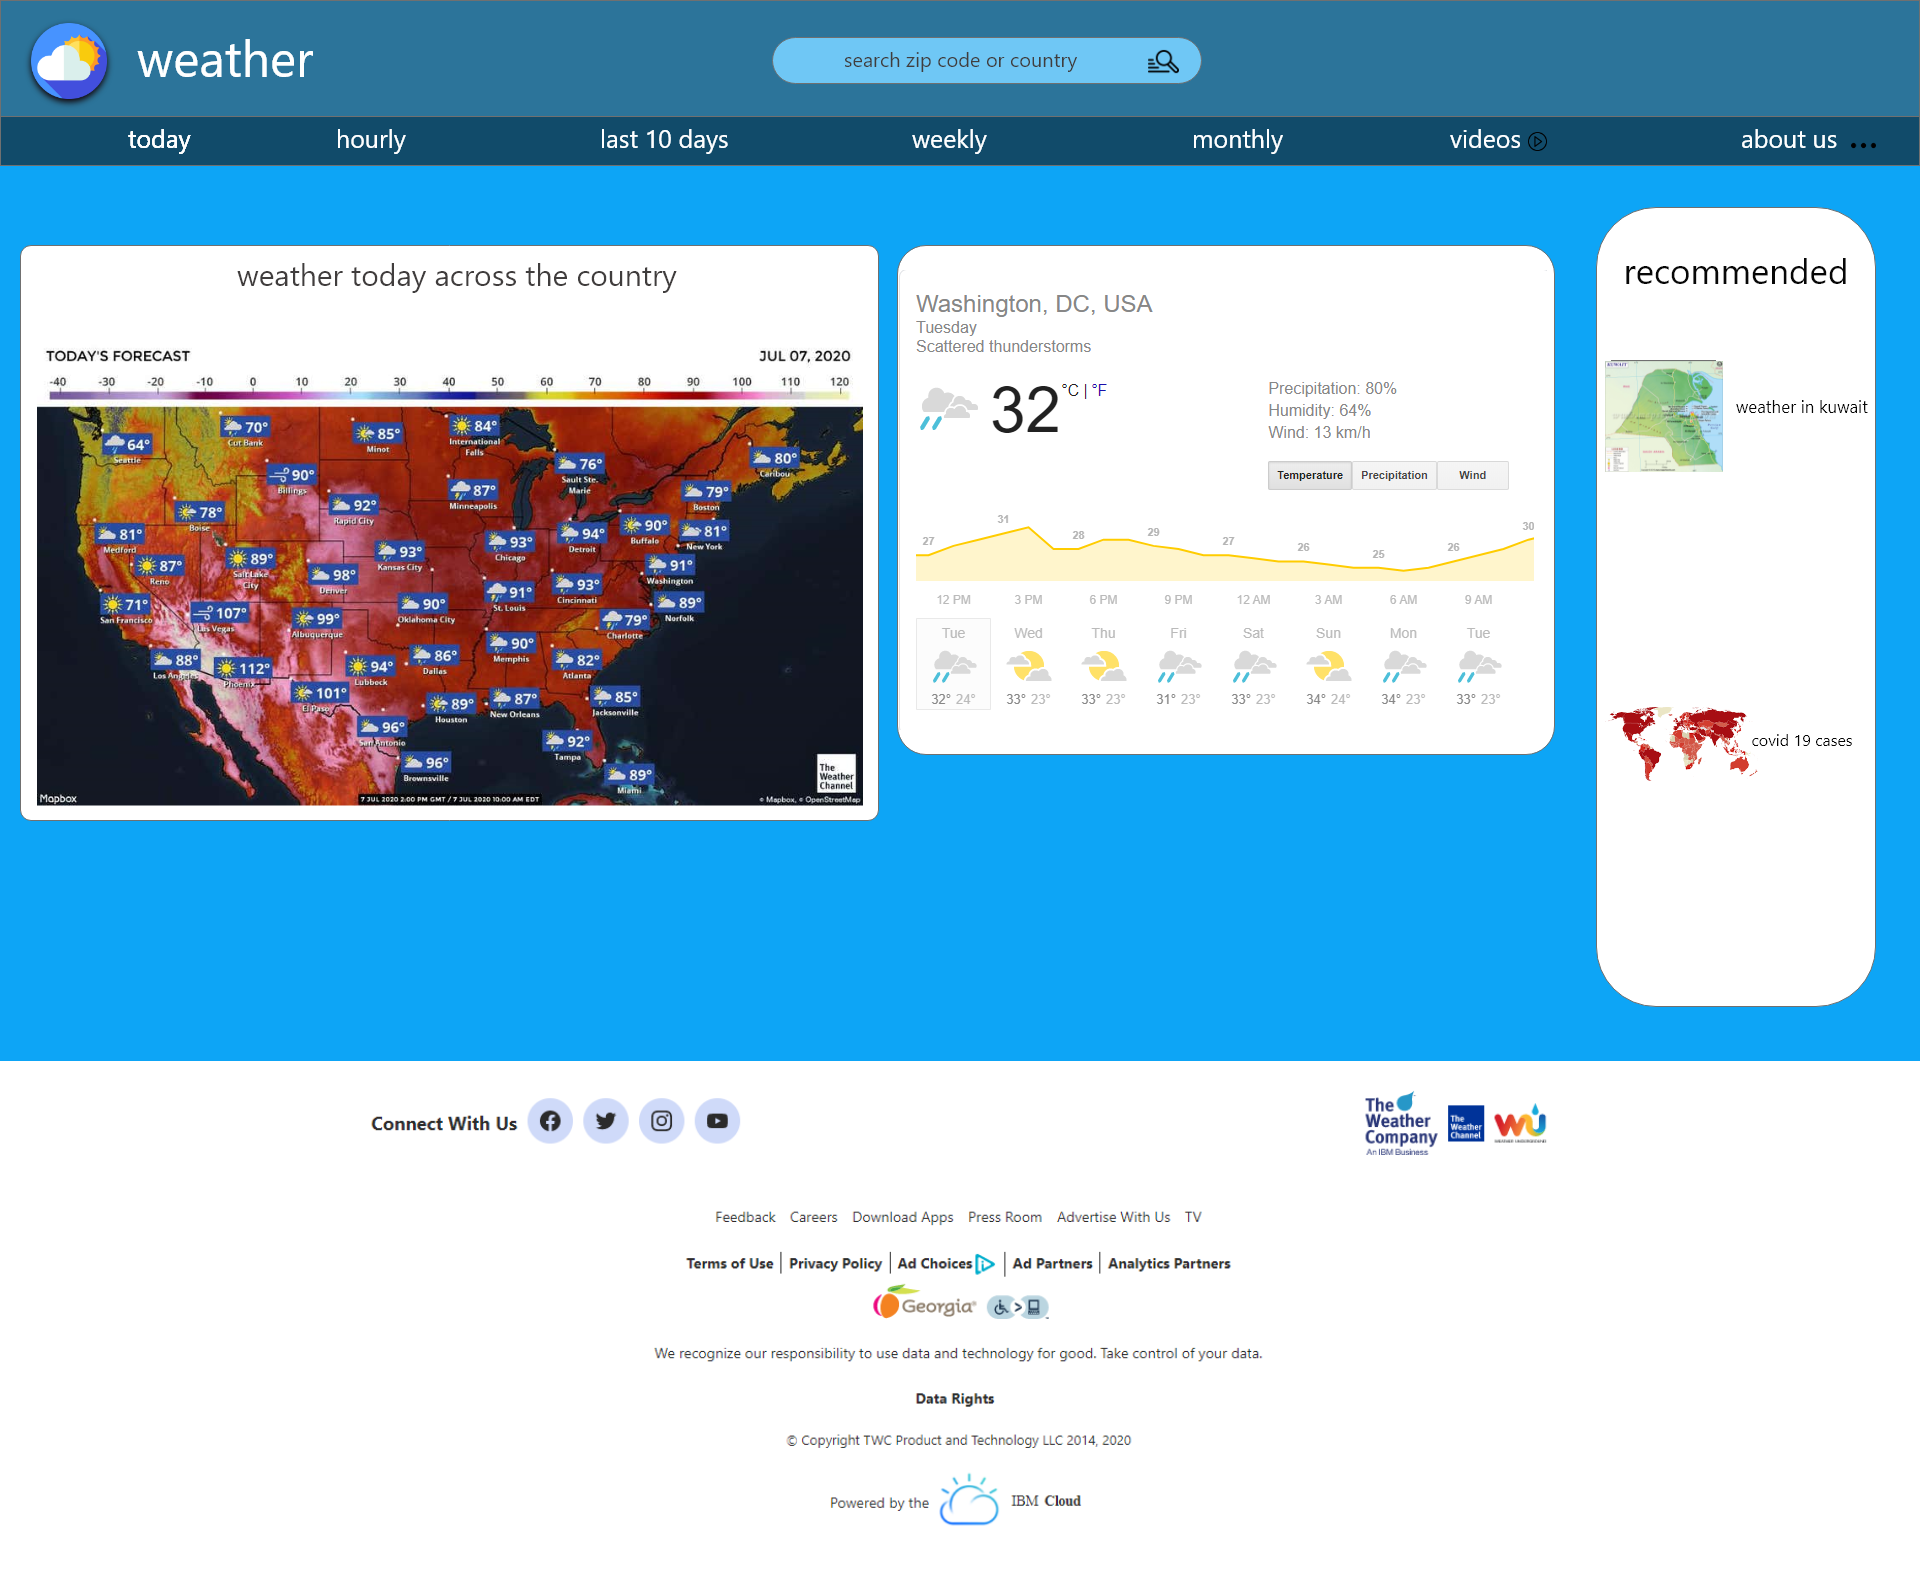 weather
search zip code or country
today hourly last 10 days weekly monthly videos about us
weather today across the country
TODAY'S FORECAST JUL 07, 2020
-40 -30 -20 -10 0 10 20 30 40 50 60 70 80 90 100 110 120
64° Seattle
70° Cut Bank
85° Minot
84° International Falls
76° Sault Ste. Marie
80° Caribou
90° Billings
87° Minneapolis
79° Boston
78° Boise
92° Rapid City
81° Medford
93° Kansas City
93° Chicago
94° Detroit
90° Buffalo
81° New York
87° Reno
89° Salt Lake City
98° Denver
91° St. Louis
93° Cincinnati
91° Washington
71° San Francisco
107° Las Vegas
99° Albuquerque
90° Oklahoma City
79° Charlotte
89° Norfolk
88° Los Angeles
112° Phoenix
94° Lubbock
86° Dallas
90° Memphis
82° Atlanta
101° El Paso
96° San Antonio
89° Houston
87° New Orleans
85° Jacksonville
96° Brownsville
92° Tampa
89° Miami
The Weather Channel
Mapbox
7 JUL 2020 2:00 PM GMT / 7 JUL 2020 10:00 AM EDT
© Mapbox, © OpenStreetMap
Washington, DC, USA
Tuesday
Scattered thunderstorms
32 °C | °F
Precipitation: 80%
Humidity: 64%
Wind: 13 km/h
Temperature Precipitation Wind
27 31 28 29 27 26 25 26 30
12 PM 3 PM 6 PM 9 PM 12 AM 3 AM 6 AM 9 AM
Tue Wed Thu Fri Sat Sun Mon Tue
32° 24° 33° 23° 33° 23° 31° 23° 33° 23° 34° 24° 34° 23° 33° 23°
recommended
KUWAIT
weather in kuwait
covid 19 cases
Connect With Us
The Weather Company
An IBM Business
The Weather Channel
WU
WEATHER UNDERGROUND
Feedback Careers Download Apps Press Room Advertise With Us TV
Terms of Use | Privacy Policy | Ad Choices | Ad Partners | Analytics Partners
Georgia
We recognize our responsibility to use data and technology for good. Take control of your data.
Data Rights
© Copyright TWC Product and Technology LLC 2014, 2020
Powered by the IBM Cloud